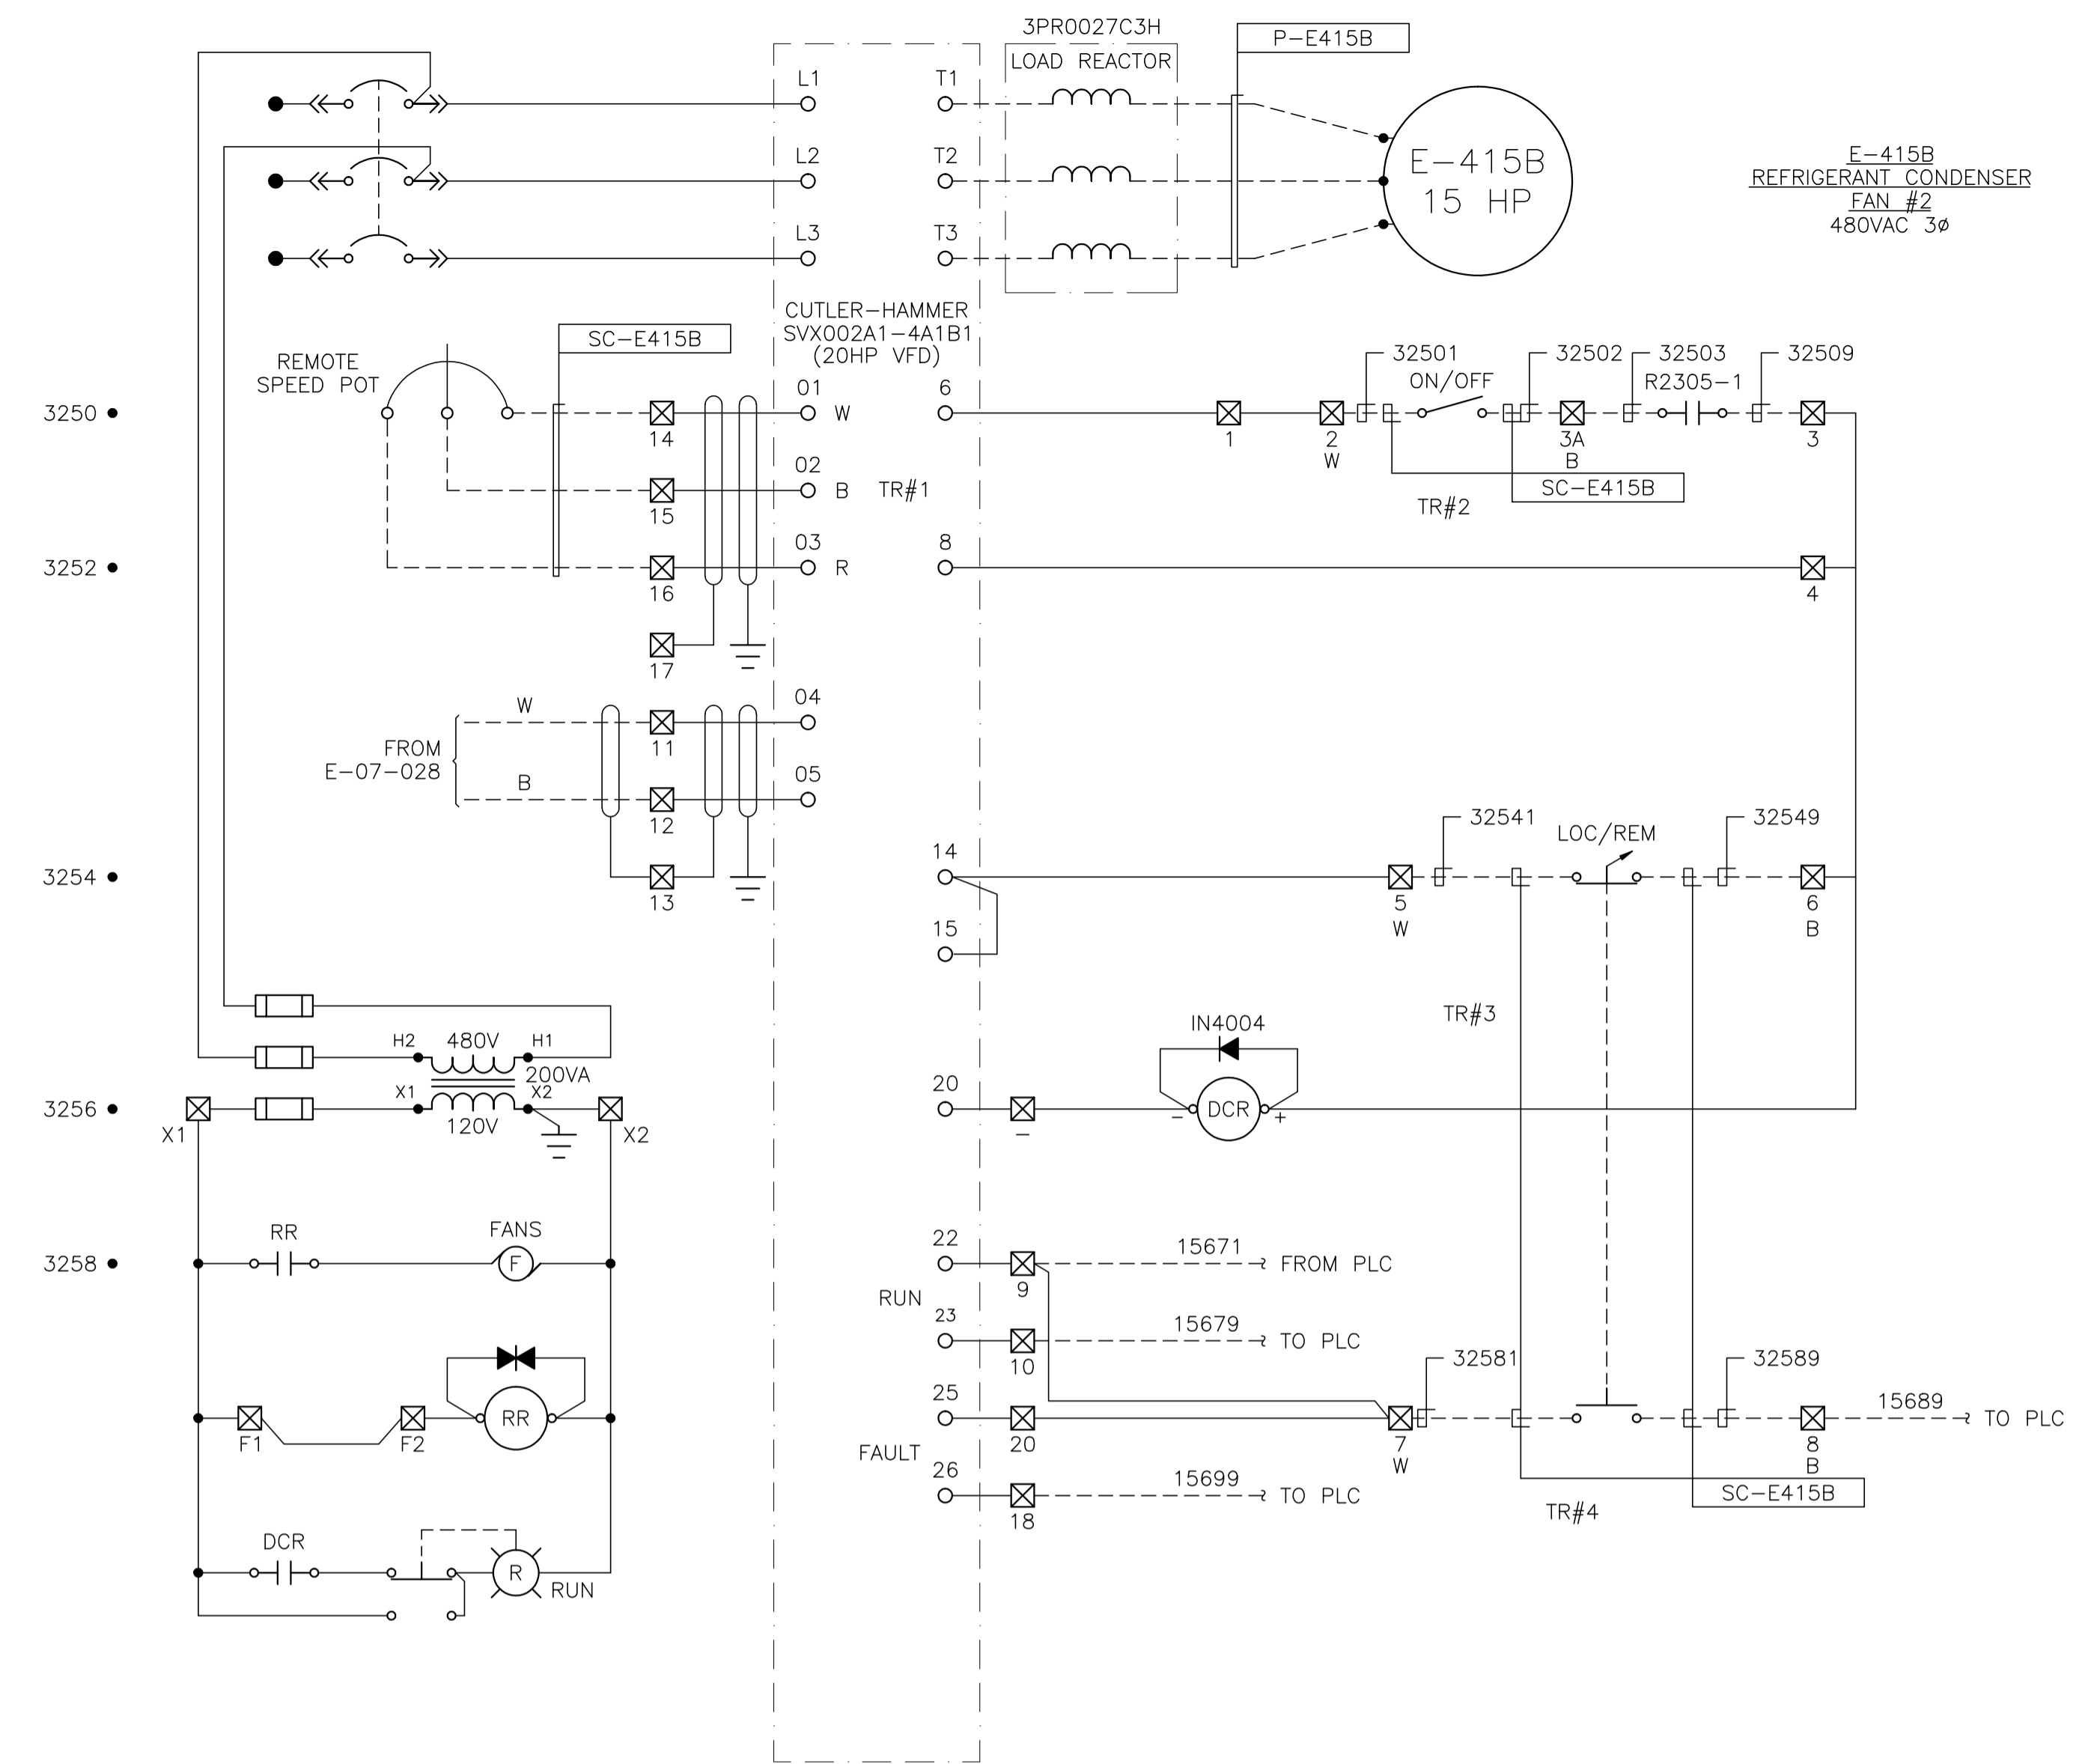 3PR0027C3H
LOAD REACTOR
P-E415B
L1
T1
L2
T2
L3
T3
E-415B
15 HP
E-415B
REFRIGERANT CONDENSER
FAN #2
480VAC 3ø
CUTLER-HAMMER
SVX002A1-4A1B1
(20HP VFD)
REMOTE
SPEED POT
SC-E415B
32501
ON/OFF
32502
32503
R2305-1
32509
3250
14
01
W
6
1
2
W
3A
B
3
SC-E415B
TR#2
15
02
B
TR#1
3252
16
03
R
8
4
17
FROM
E-07-028
W
11
04
B
12
05
3254
13
14
15
32541
LOC/REM
32549
5
W
6
B
TR#3
H2
480V
H1
200VA
X1
X2
120V
3256
X1
X2
IN4004
20
-
-
DCR
+
3258
RR
FANS
F
22
9
15671
FROM PLC
RUN
23
10
15679
TO PLC
F1
F2
RR
25
20
FAULT
32581
7
W
32589
8
B
15689
TO PLC
26
18
15699
TO PLC
SC-E415B
TR#4
DCR
R
RUN